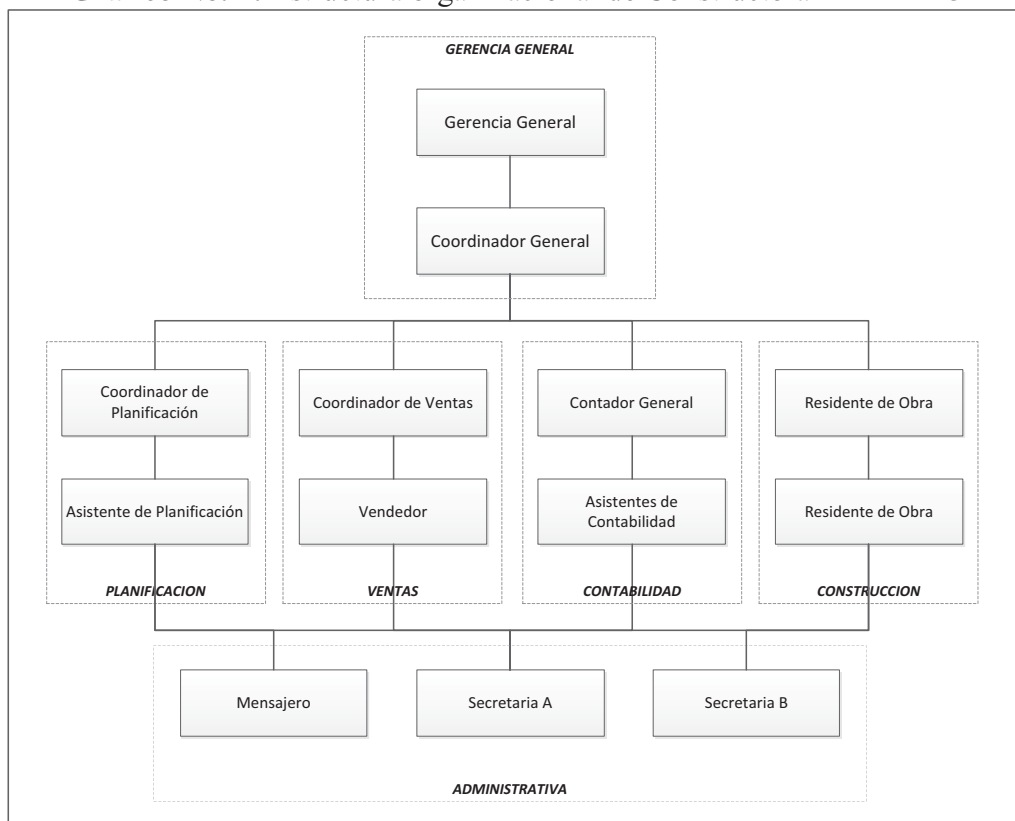 GERENCIA GENERAL
Gerencia General
Coordinador General
Coordinador de
Planificación
Coordinador de Ventas
Contador General
Residente de Obra
Asistente de Planificación
Vendedor
Asistentes de
Contabilidad
Residente de Obra
PLANIFICACION
VENTAS
CONTABILIDAD
CONSTRUCCION
Mensajero
Secretaria A
Secretaria B
ADMINISTRATIVA